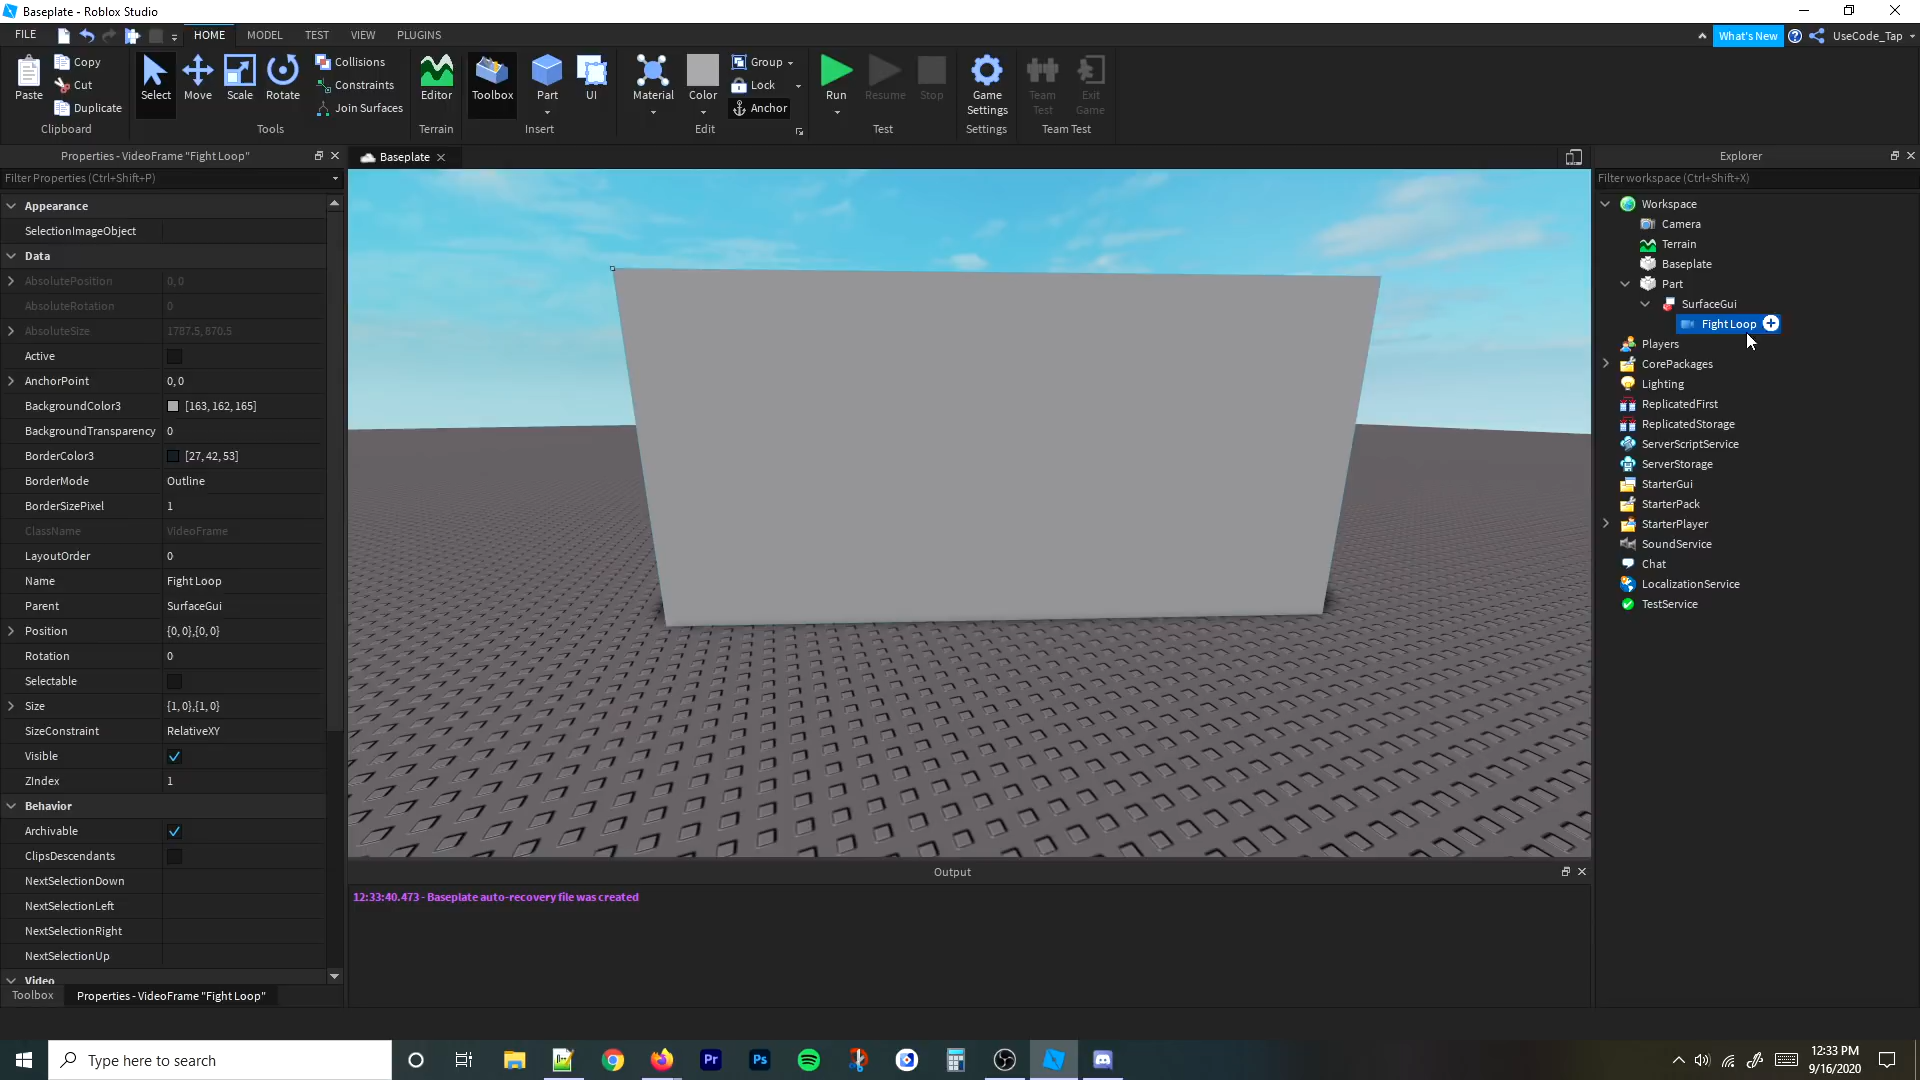 Baseplate - Roblox Studio
FILE
HOME
MODEL
TEST
VIEW
PLUGINS
What's New
UseCode_Tap
Paste
Copy
Cut
Duplicate
Clipboard
Select
Move
Scale
Rotate
Collisions
Constraints
Join Surfaces
Tools
Editor
Terrain
Toolbox
Part
UI
Insert
Material
Color
Group
Lock
Anchor
Edit
Run
Resume
Stop
Test
Game
Settings
Settings
Team
Test
Exit
Game
Team Test
Properties - VideoFrame "Fight Loop"
Filter Properties (Ctrl+Shift+P)
Appearance
SelectionImageObject
Data
AbsolutePosition 0, 0
AbsoluteRotation 0
AbsoluteSize 1787.5, 870.5
Active
AnchorPoint 0, 0
BackgroundColor3 [163, 162, 165]
BackgroundTransparency 0
BorderColor3 [27, 42, 53]
BorderMode Outline
BorderSizePixel 1
ClassName VideoFrame
LayoutOrder 0
Name Fight Loop
Parent SurfaceGui
Position {0, 0},{0, 0}
Rotation 0
Selectable
Size {1, 0},{1, 0}
SizeConstraint RelativeXY
Visible
ZIndex 1
Behavior
Archivable
ClipsDescendants
NextSelectionDown
NextSelectionLeft
NextSelectionRight
NextSelectionUp
Video
Toolbox
Properties - VideoFrame "Fight Loop"
Baseplate
Output
12:33:40.473 - Baseplate auto-recovery file was created
Explorer
Filter workspace (Ctrl+Shift+X)
Workspace
Camera
Terrain
Baseplate
Part
SurfaceGui
Fight Loop
Players
CorePackages
Lighting
ReplicatedFirst
ReplicatedStorage
ServerScriptService
ServerStorage
StarterGui
StarterPack
StarterPlayer
SoundService
Chat
LocalizationService
TestService
Type here to search
Pr
Ps
12:33 PM
9/16/2020